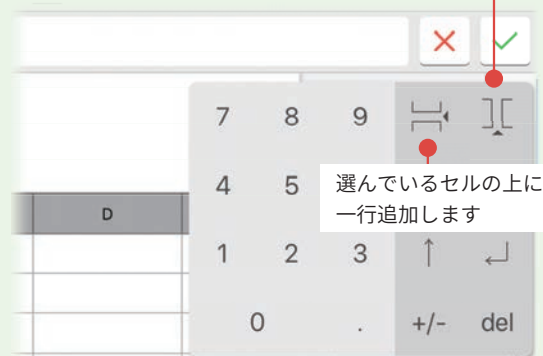 7 8 9
4 5
選んでいるセルの上に
一行追加します
D
1 2 3 ↑ ↵
0 . +/- del